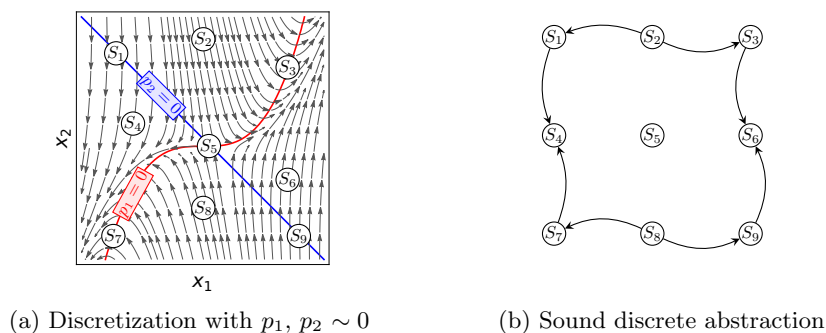 S₁
S₂
S₃
p₂ = 0
S₄
S₅
x₂
S₆
p₁ = 0
S₇
S₈
S₉
x₁
(a) Discretization with p₁, p₂ ∼ 0
S₁
S₂
S₃
S₄
S₅
S₆
S₇
S₈
S₉
(b) Sound discrete abstraction